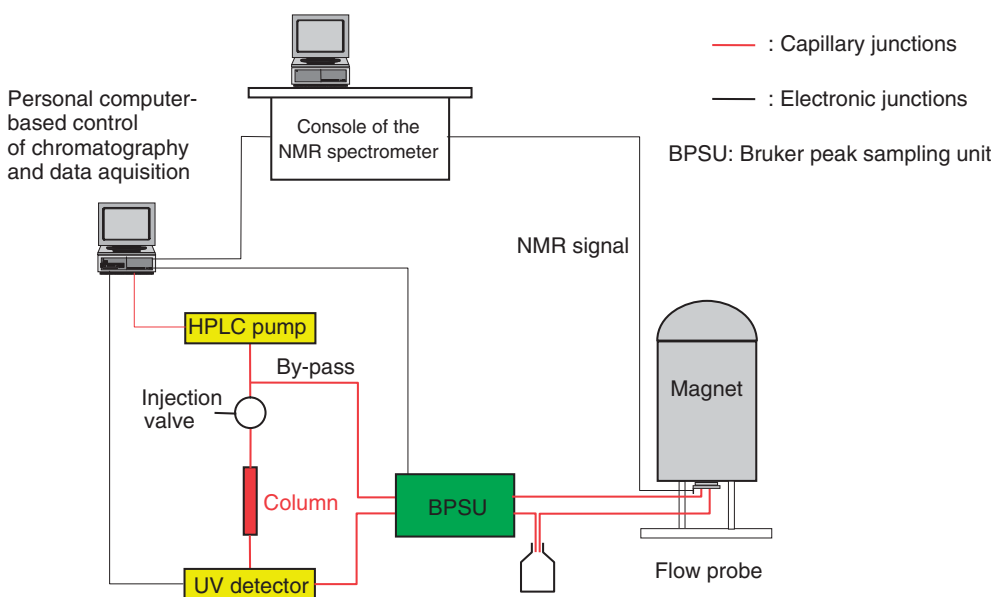 : Capillary junctions
: Electronic junctions
BPSU: Bruker peak sampling unit
Personal computer-
based control
of chromatography
and data aquisition
Console of the
NMR spectrometer
NMR signal
HPLC pump
By-pass
Injection
valve
Column
BPSU
UV detector
Magnet
Flow probe